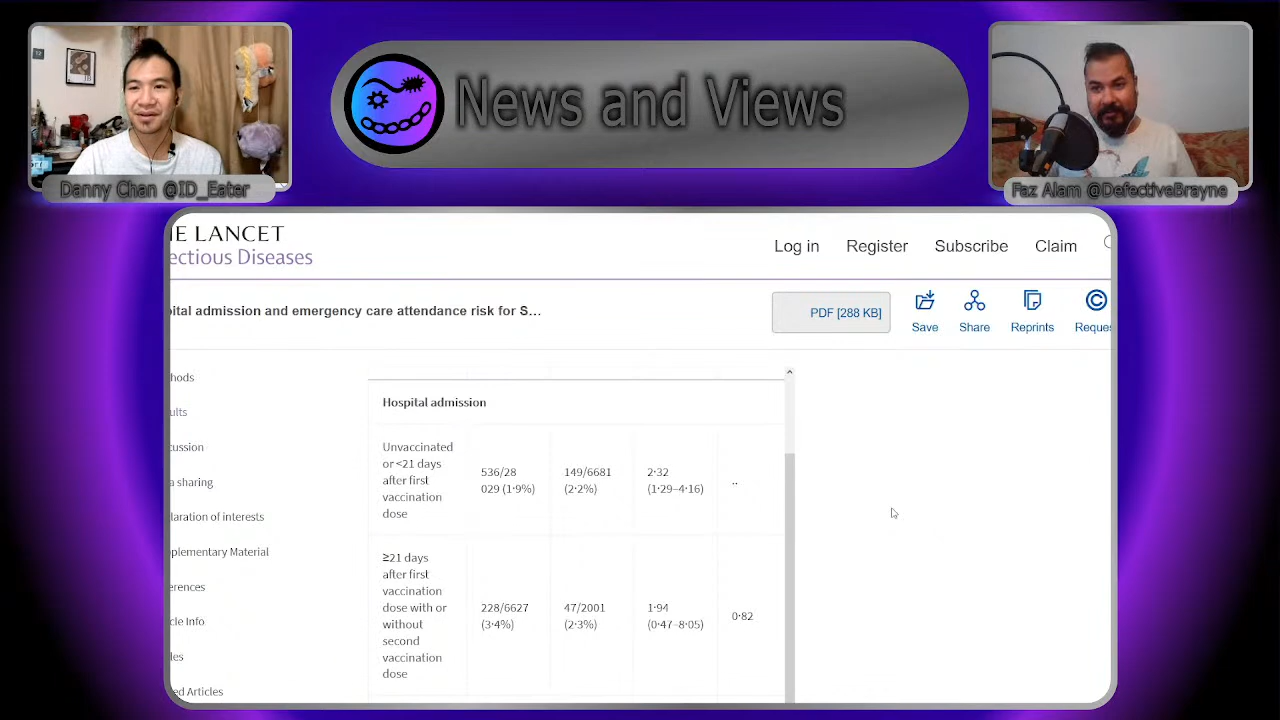 News and Views
Danny Chan @ID_Eater
Faz Alam @DefectiveBrayne
HE LANCET
ectious Diseases
Log in
Register
Subscribe
Claim
pital admission and emergency care attendance risk for S...
PDF [288 KB]
Save
Share
Reprints
Reques
hods
ults
cussion
a sharing
laration of interests
plementary Material
erences
icle Info
les
ed Articles
Hospital admission
Unvaccinated
or <21 days
after first
vaccination
dose
536/28
029 (1·9%)
149/6681
(2·2%)
2·32
(1·29–4·16)
··
≥21 days
after first
vaccination
dose with or
without
second
vaccination
dose
228/6627
(3·4%)
47/2001
(2·3%)
1·94
(0·47–8·05)
0·82